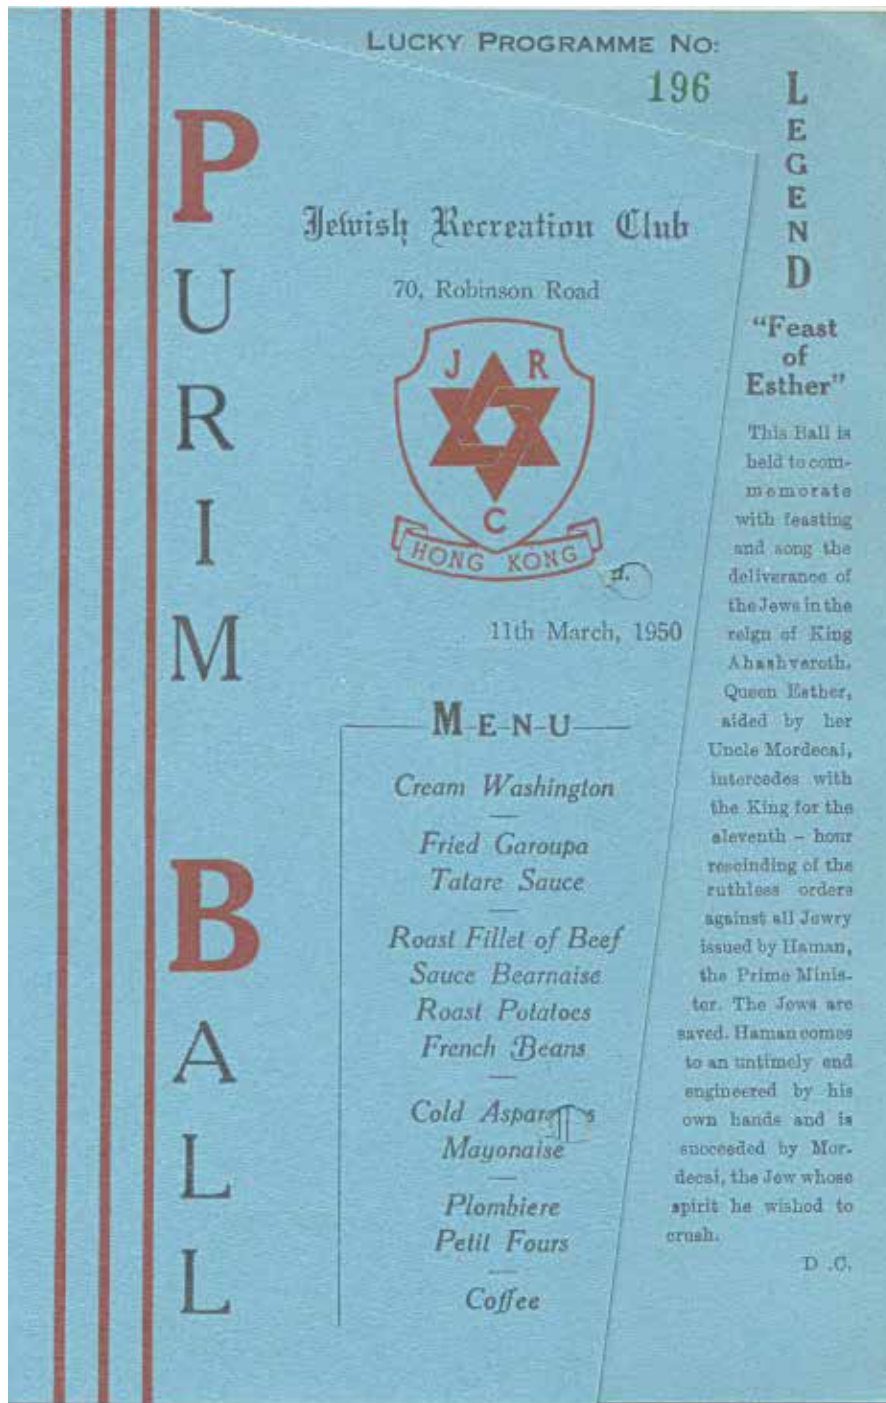 LUCKY PROGRAMME NO:
196
PURIM BALL
Jewish Recreation Club
70, Robinson Road
J R
C
HONG KONG
11th March, 1950
MENU
Cream Washington
Fried Garoupa
Tatare Sauce
Roast Fillet of Beef
Sauce Bearnaise
Roast Potatoes
French Beans
Cold Asparagus
Mayonaise
Plombiere
Petit Fours
Coffee
LEGEND
"Feast
of
Esther"
This Ball is
held to com-
memorate
with feasting
and song the
deliverance of
the Jews in the
reign of King
Ahashveroth.
Queen Esther,
aided by her
Uncle Mordecai,
intercedes with
the King for the
eleventh – hour
rescinding of the
ruthless orders
against all Jewry
issued by Haman,
the Prime Minis-
ter. The Jews are
saved. Haman comes
to an untimely end
engineered by his
own hands and is
succeeded by Mor-
decai, the Jew whose
spirit he wished to
crush.
D .C.